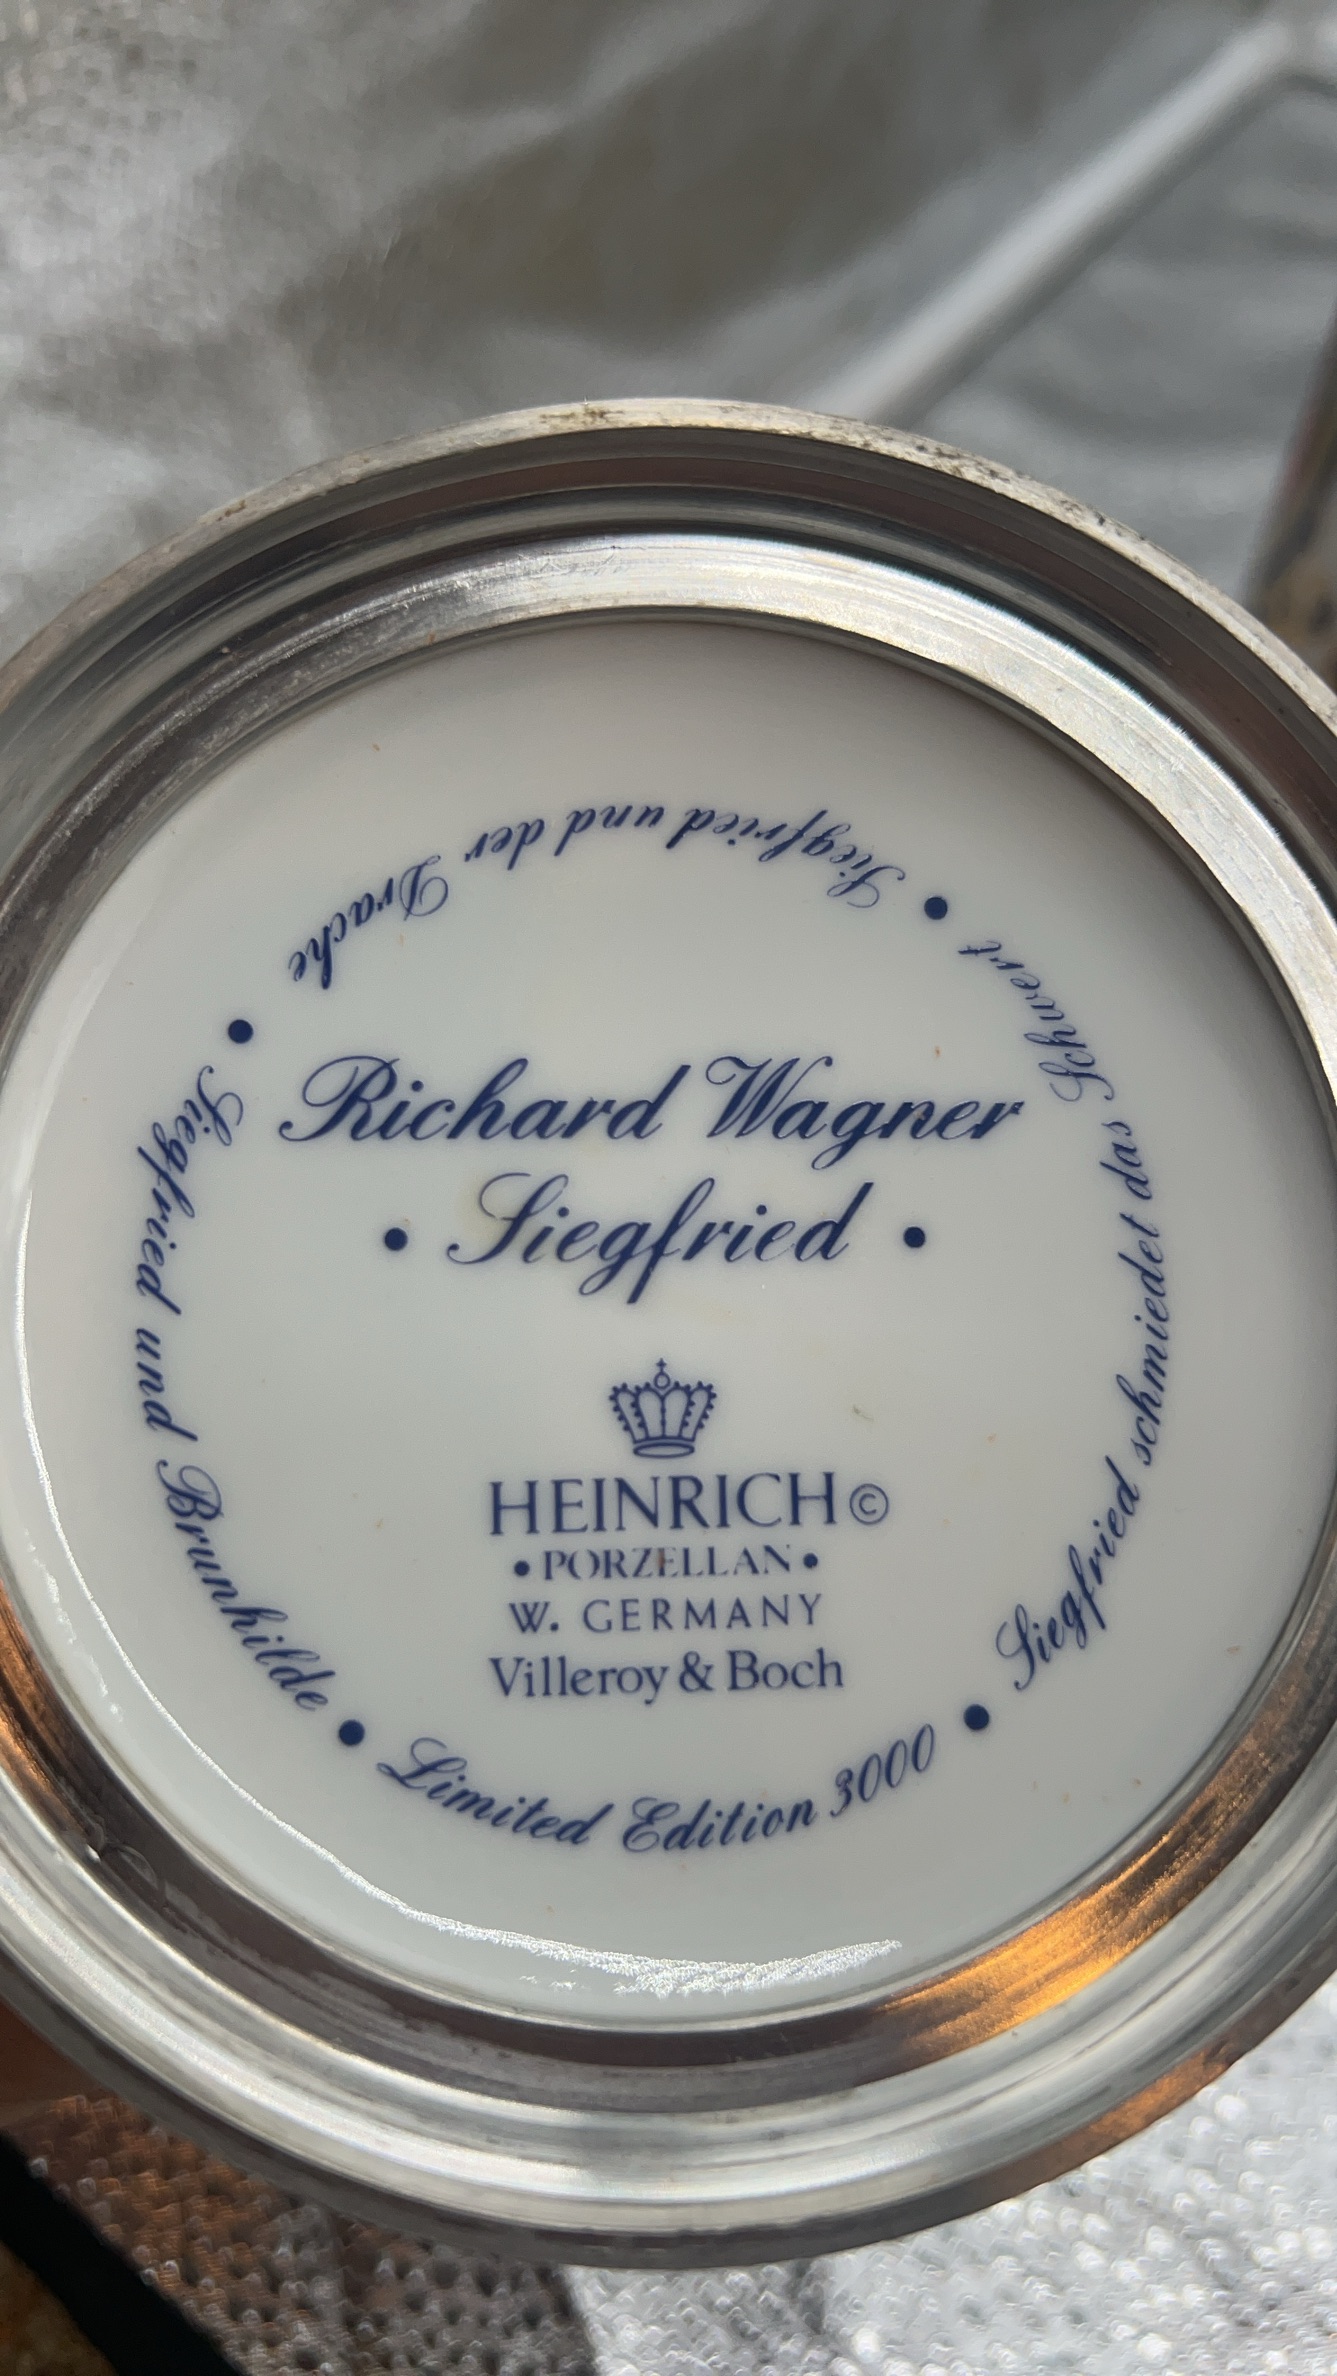 Richard Wagner
• Siegfried •
HEINRICH ©
• PORZELLAN •
W. GERMANY
Villeroy & Boch
• Limited Edition 3000 • Siegfried schmiedet das Schwert • Siegfried und der Drache • Siegfried und Brunhilde